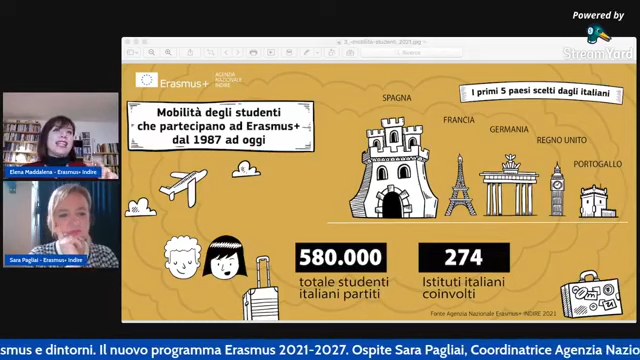 Powered by
StreamYard
3_mobilita-studenti_2021.jpg
Erasmus+
AGENZIA
NAZIONALE
INDIRE
I primi 5 paesi scelti dagli italiani
Mobilità degli studenti
che partecipano ad Erasmus+
dal 1987 ad oggi
SPAGNA
FRANCIA
GERMANIA
REGNO UNITO
PORTOGALLO
Elena Maddalena - Erasmus+ Indire
Sara Pagliai - Erasmus+ Indire
580.000
totale studenti
italiani partiti
274
Istituti italiani
coinvolti
Fonte Agenzia Nazionale Erasmus+ INDIRE 2021
smus e dintorni. Il nuovo programma Erasmus 2021-2027. Ospite Sara Pagliai, Coordinatrice Agenzia Nazio